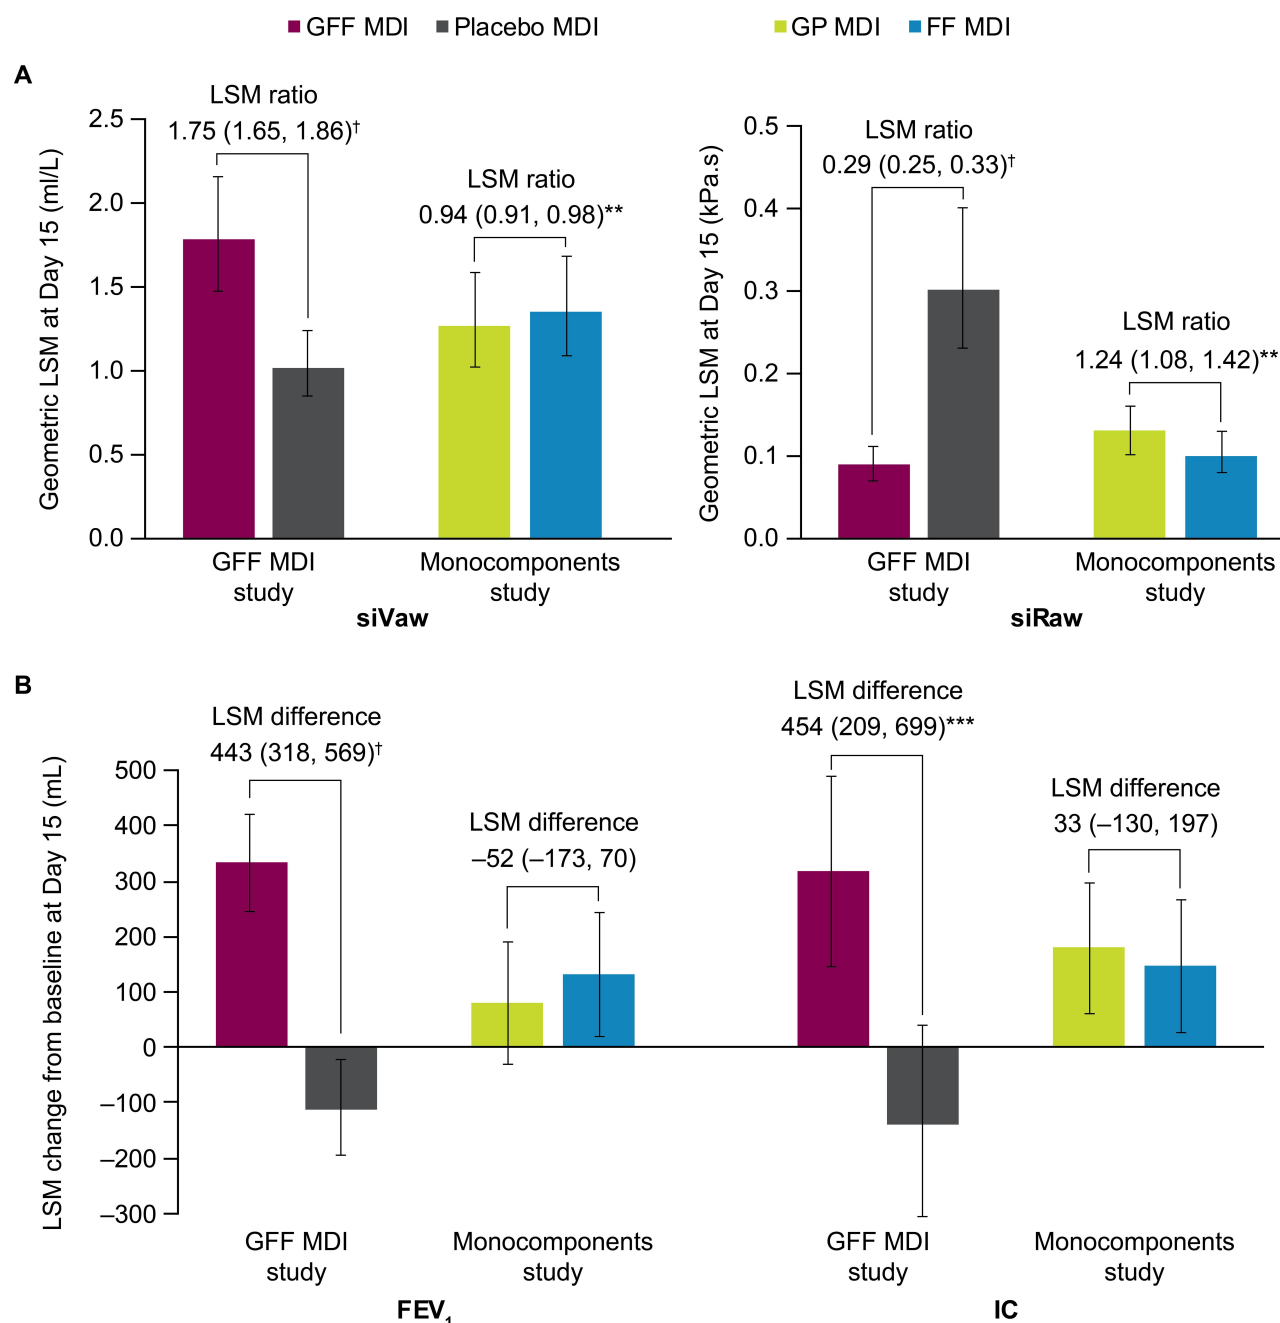 GFF MDI Placebo MDI GP MDI FF MDI
A
LSM ratio
1.75 (1.65, 1.86)†
LSM ratio
0.94 (0.91, 0.98)**
Geometric LSM at Day 15 (ml/L)
2.5
2.0
1.5
1.0
0.5
0.0
GFF MDI
study
Monocomponents
study
siVaw
LSM ratio
0.29 (0.25, 0.33)†
LSM ratio
1.24 (1.08, 1.42)**
Geometric LSM at Day 15 (kPa.s)
0.5
0.4
0.3
0.2
0.1
0.0
GFF MDI
study
Monocomponents
study
siRaw
B
LSM difference
443 (318, 569)†
LSM difference
–52 (–173, 70)
LSM difference
454 (209, 699)***
LSM difference
33 (–130, 197)
LSM change from baseline at Day 15 (mL)
500
400
300
200
100
0
–100
–200
–300
GFF MDI
study
Monocomponents
study
GFF MDI
study
Monocomponents
study
FEV1
IC